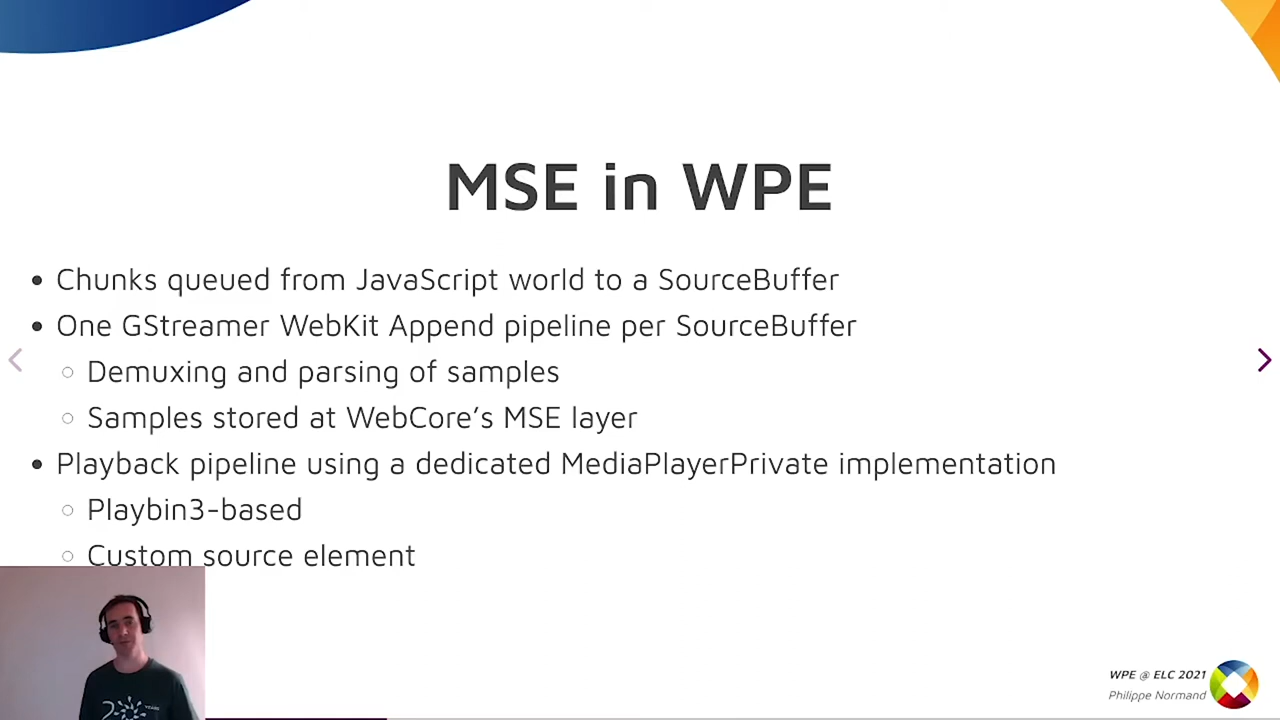 MSE in WPE
Chunks queued from JavaScript world to a SourceBuffer
One GStreamer WebKit Append pipeline per SourceBuffer
Demuxing and parsing of samples
Samples stored at WebCore's MSE layer
Playback pipeline using a dedicated MediaPlayerPrivate implementation
Playbin3-based
Custom source element
20 YEARS
WPE @ ELC 2021
Philippe Normand